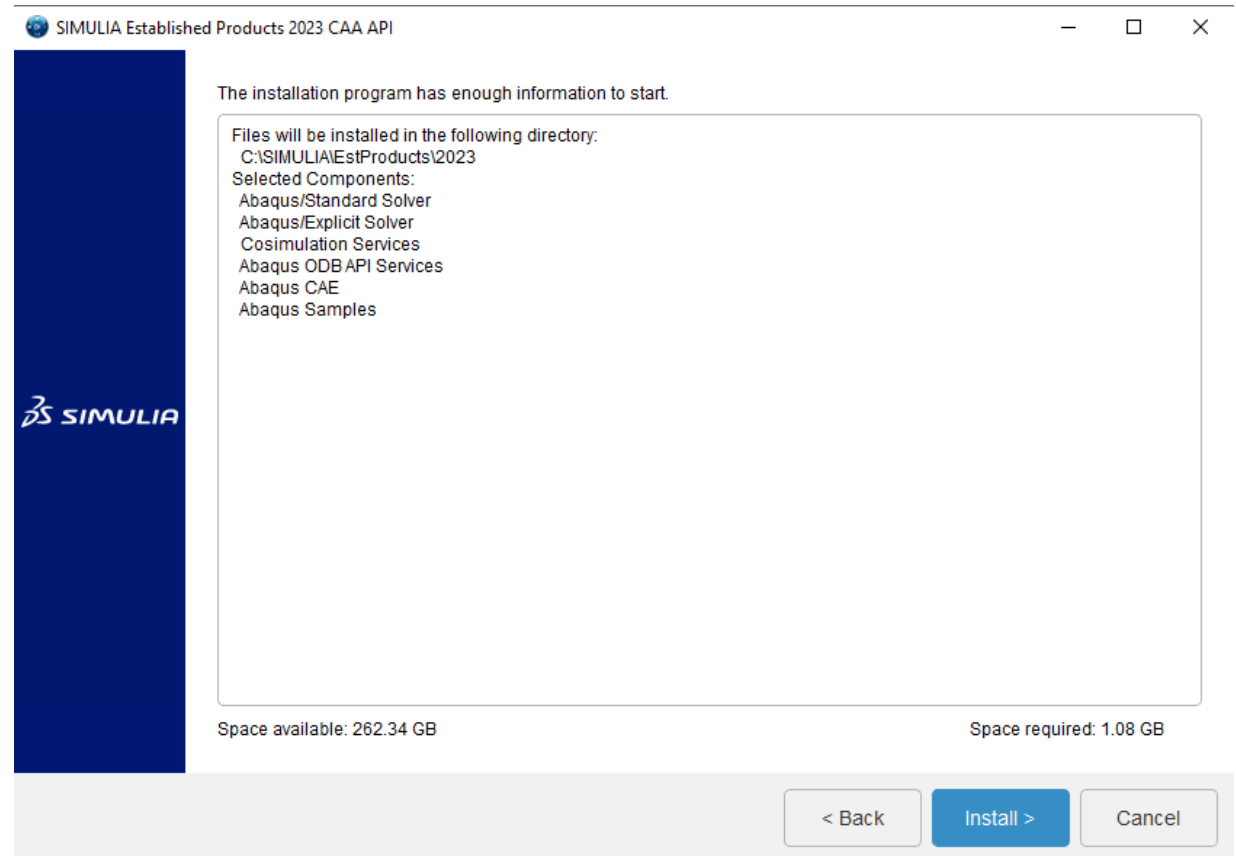 SIMULIA Established Products 2023 CAA API
The installation program has enough information to start.
Files will be installed in the following directory:
C:\SIMULIA\EstProducts\2023
Selected Components:
Abaqus/Standard Solver
Abaqus/Explicit Solver
Cosimulation Services
Abaqus ODB API Services
Abaqus CAE
Abaqus Samples
3S SIMULIA
Space available: 262.34 GB
Space required: 1.08 GB
< Back
Install >
Cancel